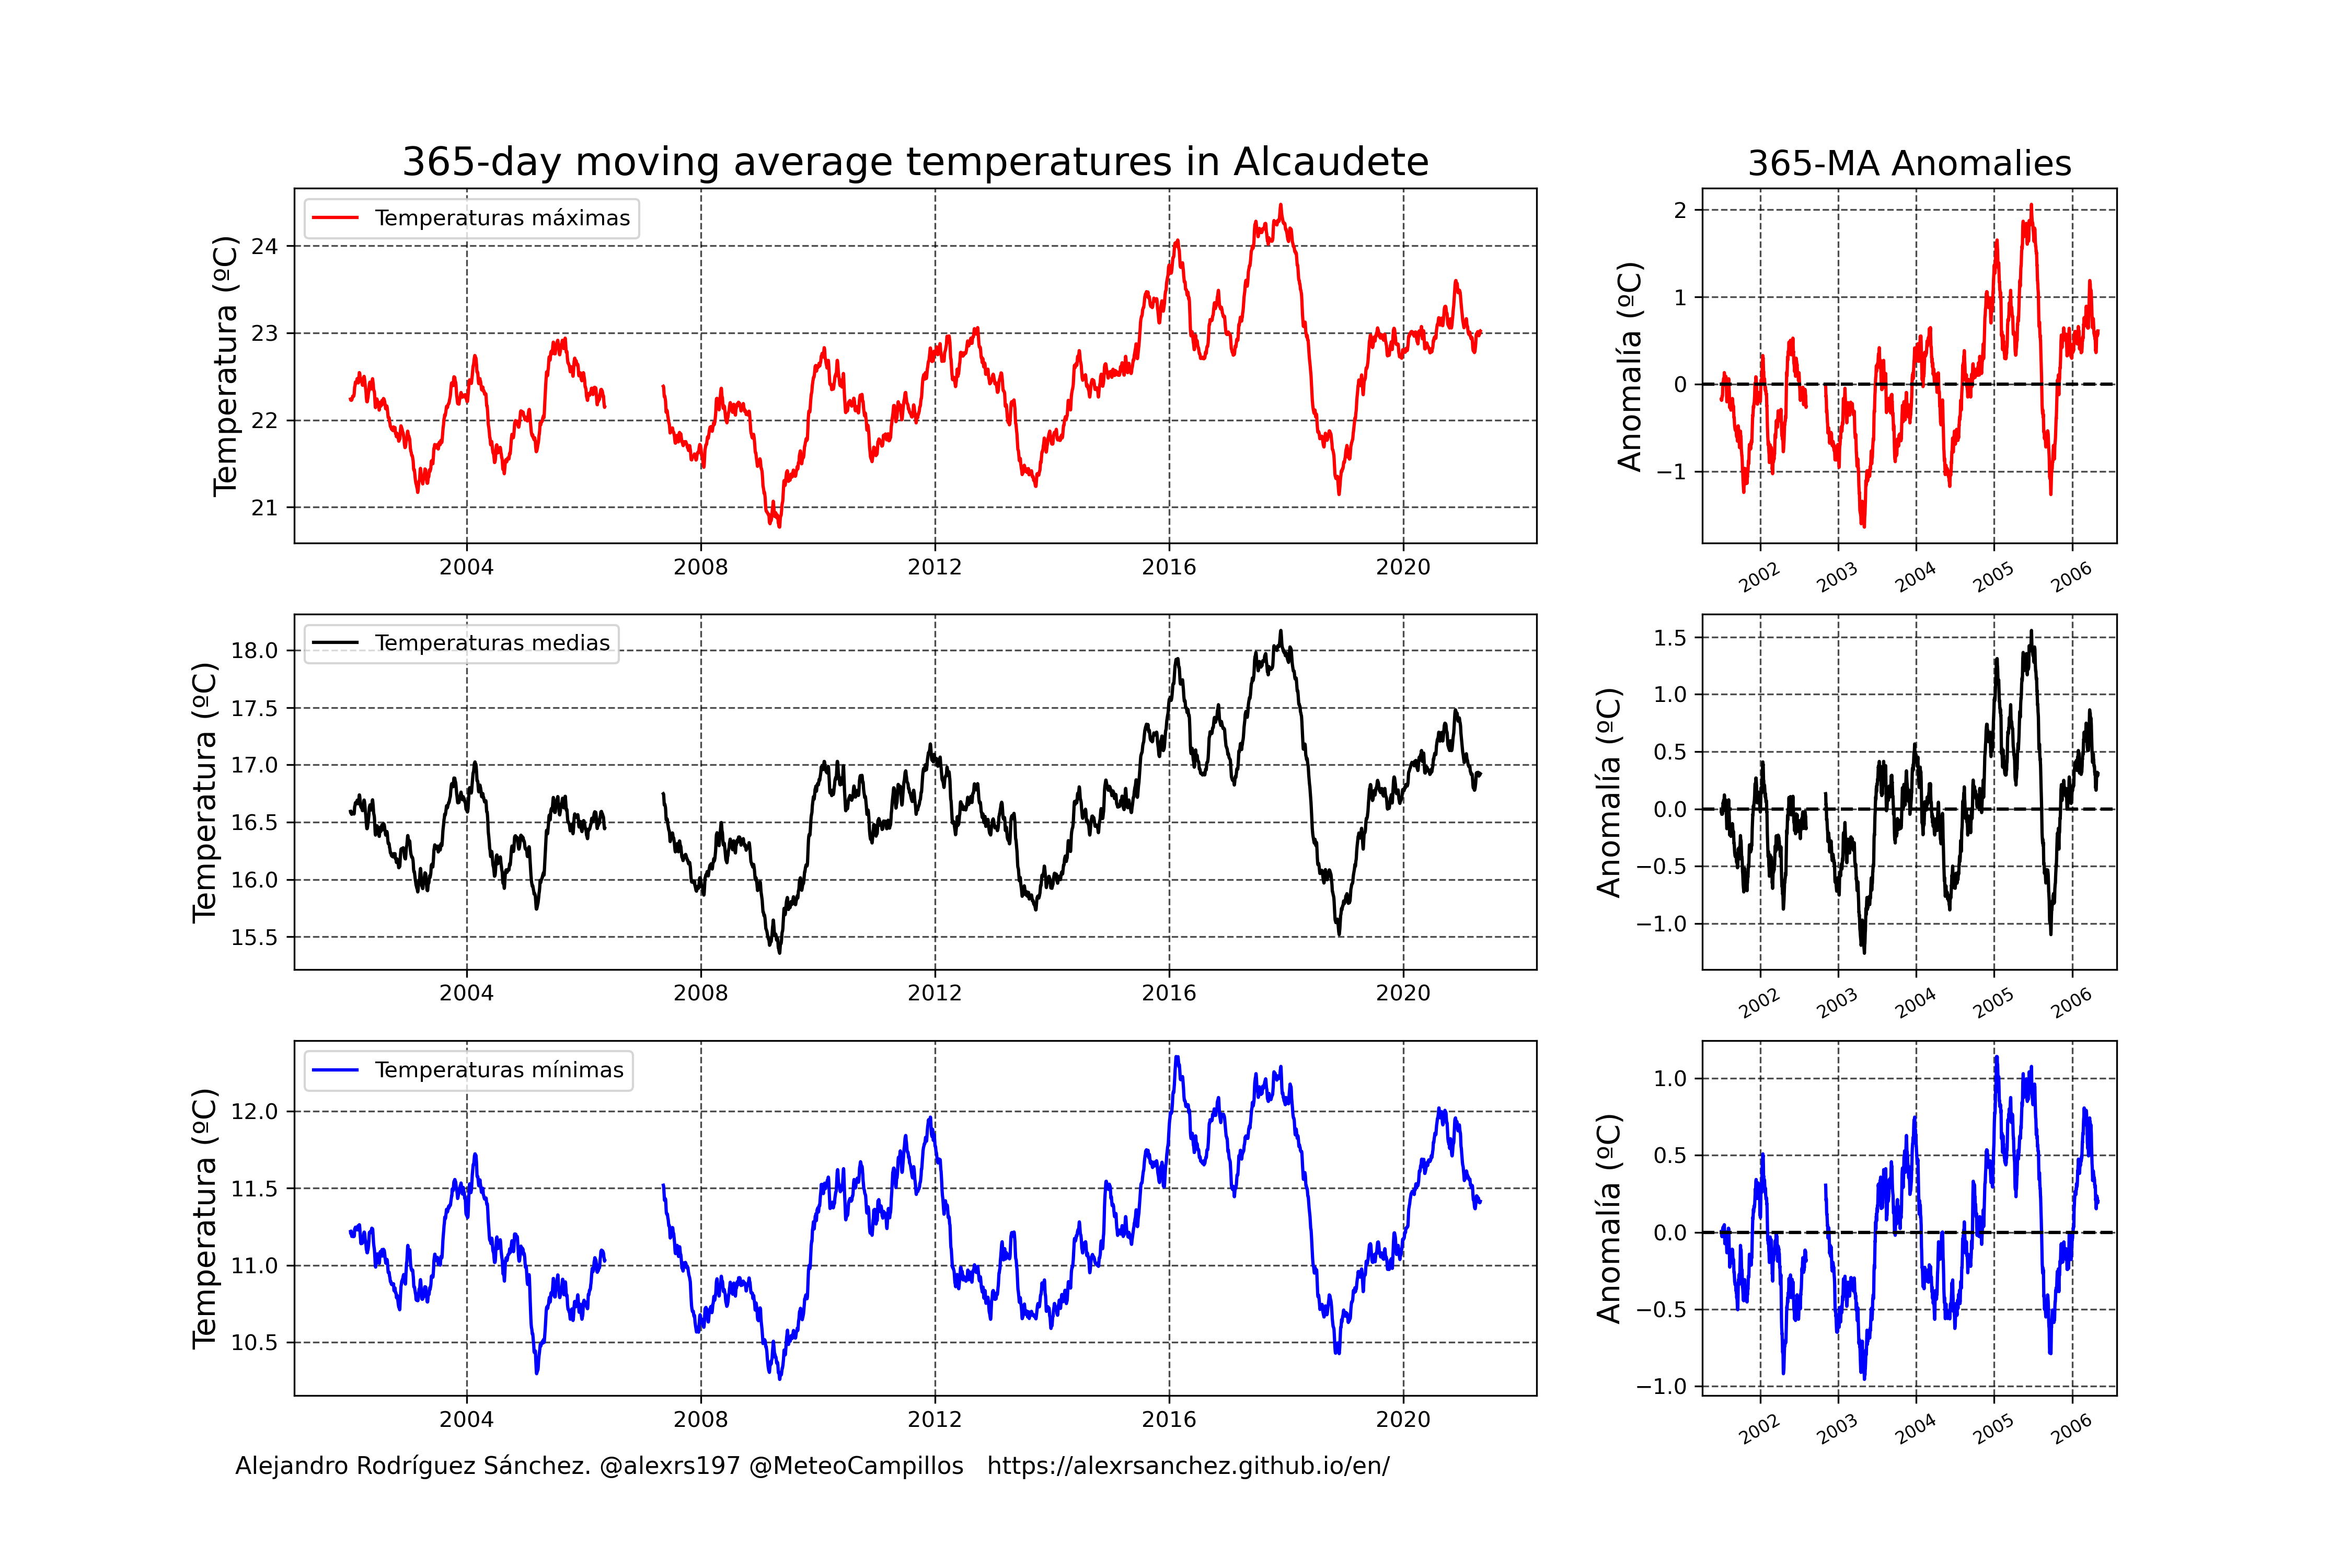 365-day moving average temperatures in Alcaudete
365-MA Anomalies
Temperaturas máximas
Temperatura (ºC)
24
23
22
21
2004 2008 2012 2016 2020
Anomalía (ºC)
2
1
0
−1
2002 2003 2004 2005 2006
Temperaturas medias
Temperatura (ºC)
18.0
17.5
17.0
16.5
16.0
15.5
2004 2008 2012 2016 2020
Anomalía (ºC)
1.5
1.0
0.5
0.0
−0.5
−1.0
2002 2003 2004 2005 2006
Temperaturas mínimas
Temperatura (ºC)
12.0
11.5
11.0
10.5
2004 2008 2012 2016 2020
Anomalía (ºC)
1.0
0.5
0.0
−0.5
−1.0
2002 2003 2004 2005 2006
Alejandro Rodríguez Sánchez. @alexrs197 @MeteoCampillos https://alexrsanchez.github.io/en/